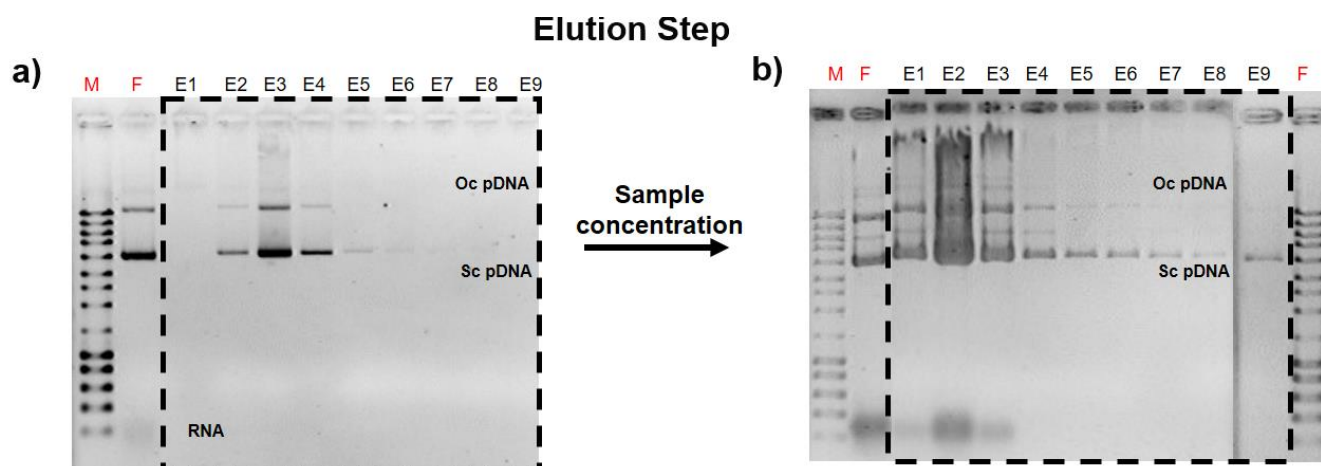 Elution Step
a)
M F E1 E2 E3 E4 E5 E6 E7 E8 E9
Oc pDNA
Sc pDNA
RNA
Sample
concentration
b)
M F E1 E2 E3 E4 E5 E6 E7 E8 E9 F
Oc pDNA
Sc pDNA